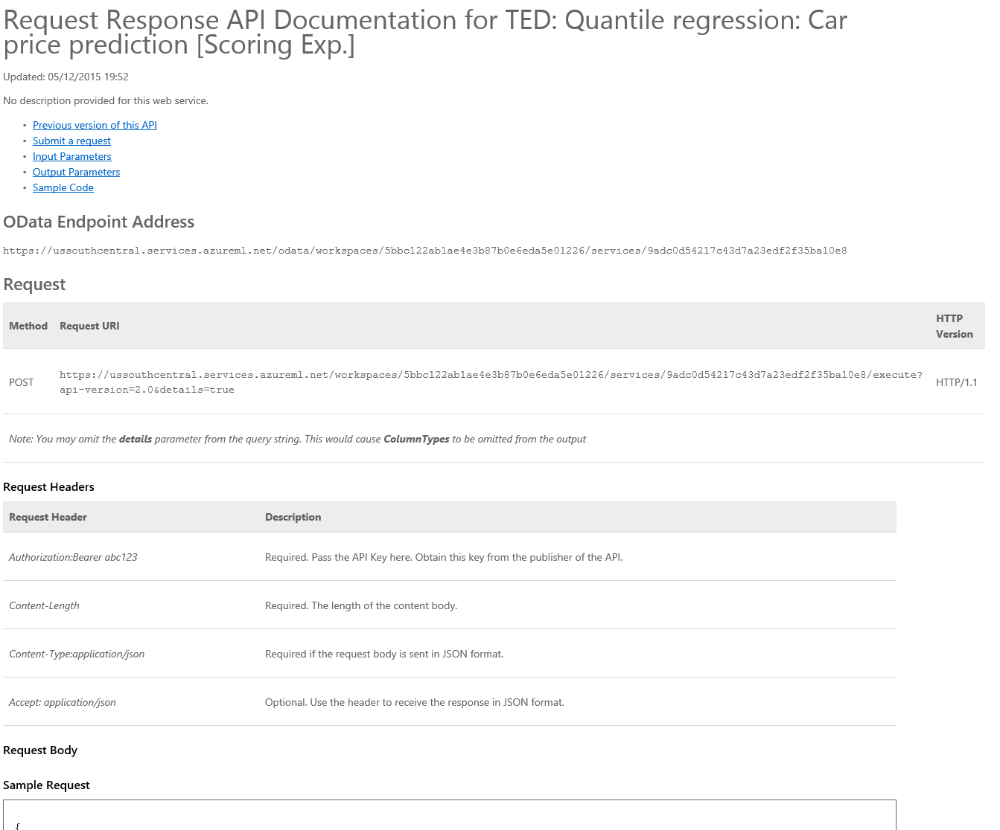 Request Response API Documentation for TED: Quantile regression: Car
price prediction [Scoring Exp.]
Updated: 05/12/2015 19:52
No description provided for this web service.
• Previous version of this API
• Submit a request
• Input Parameters
• Output Parameters
• Sample Code
OData Endpoint Address
https://ussouthcentral.services.azureml.net/odata/workspaces/5bbc122ab1ae4e3b87b0e6eda5e01226/services/9adc0d54217c43d7a23edf2f35ba10e8
Request
Method Request URI HTTP
Version
POST https://ussouthcentral.services.azureml.net/workspaces/5bbc122ab1ae4e3b87b0e6eda5e01226/services/9adc0d54217c43d7a23edf2f35ba10e8/execute?
api-version=2.0&details=true HTTP/1.1
Note: You may omit the details parameter from the query string. This would cause ColumnTypes to be omitted from the output
Request Headers
Request Header Description
Authorization:Bearer abc123 Required. Pass the API Key here. Obtain this key from the publisher of the API.
Content-Length Required. The length of the content body.
Content-Type:application/json Required if the request body is sent in JSON format.
Accept: application/json Optional. Use the header to receive the response in JSON format.
Request Body
Sample Request
{